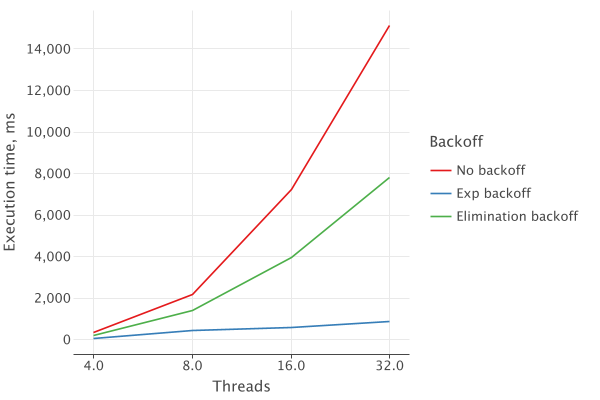 14,000
12,000
10,000
8,000
6,000
4,000
2,000
0
Execution time, ms
4.0 8.0 16.0 32.0
Threads
Backoff
No backoff
Exp backoff
Elimination backoff